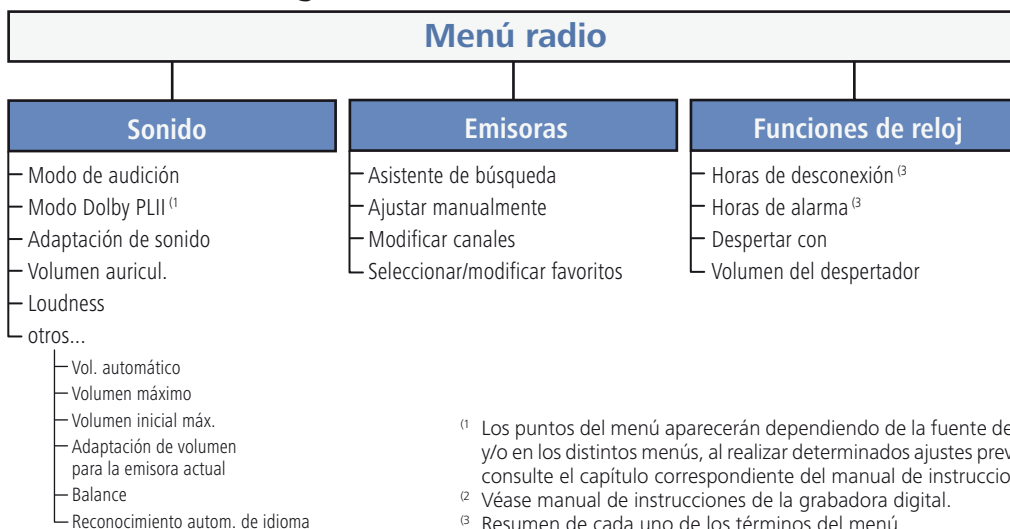 Menú radio
Sonido
Modo de audición
Modo Dolby PLII (1
Adaptación de sonido
Volumen auricul.
Loudness
otros...
Vol. automático
Volumen máximo
Volumen inicial máx.
Adaptación de volumen
para la emisora actual
Balance
Reconocimiento autom. de idioma
Emisoras
Asistente de búsqueda
Ajustar manualmente
Modificar canales
Seleccionar/modificar favoritos
Funciones de reloj
Horas de desconexión (3
Horas de alarma (3
Despertar con
Volumen del despertador
(1 Los puntos del menú aparecerán dependiendo de la fuente de
y/o en los distintos menús, al realizar determinados ajustes prev
consulte el capítulo correspondiente del manual de instruccio
(2 Véase manual de instrucciones de la grabadora digital.
(3 Resumen de cada uno de los términos del menú